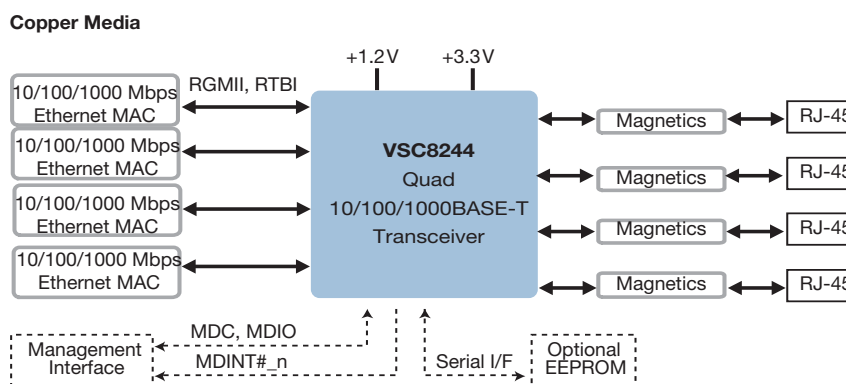 Copper Media
+1.2V +3.3V
10/100/1000 Mbps
Ethernet MAC
RGMII, RTBI
10/100/1000 Mbps
Ethernet MAC
10/100/1000 Mbps
Ethernet MAC
10/100/1000 Mbps
Ethernet MAC
VSC8244
Quad
10/100/1000BASE-T
Transceiver
Magnetics
RJ-45
Magnetics
RJ-45
Magnetics
RJ-45
Magnetics
RJ-45
Management
Interface
MDC, MDIO
MDINT#_n
Serial I/F
Optional
EEPROM